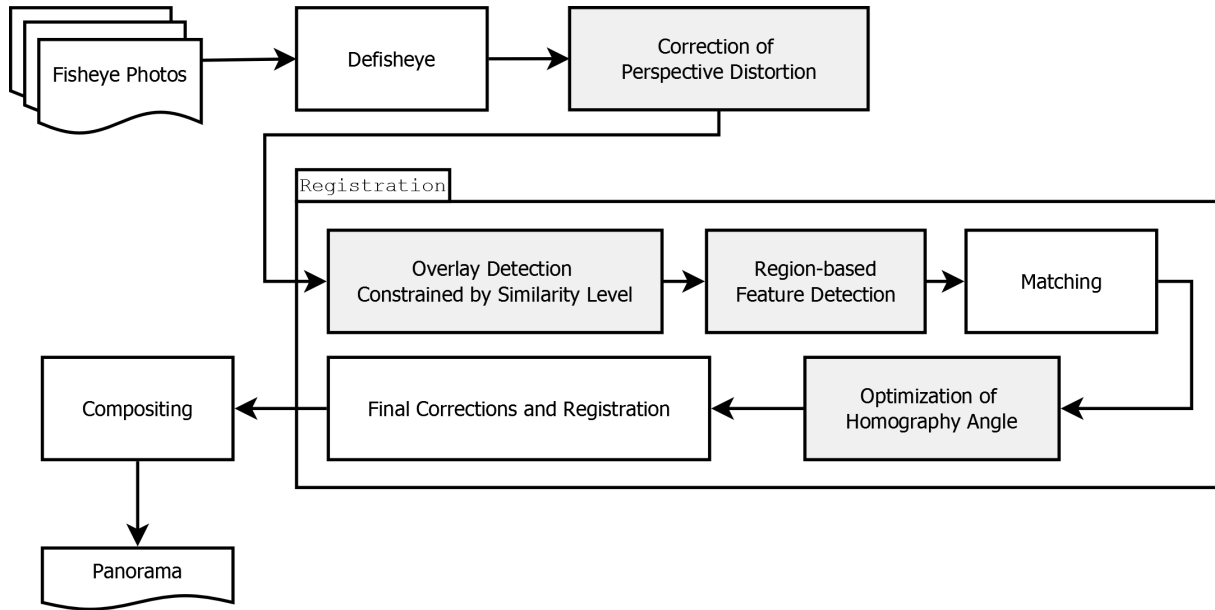 Fisheye Photos
Defisheye
Correction of
Perspective Distortion
Registration
Overlay Detection
Constrained by Similarity Level
Region-based
Feature Detection
Matching
Compositing
Final Corrections and Registration
Optimization of
Homography Angle
Panorama